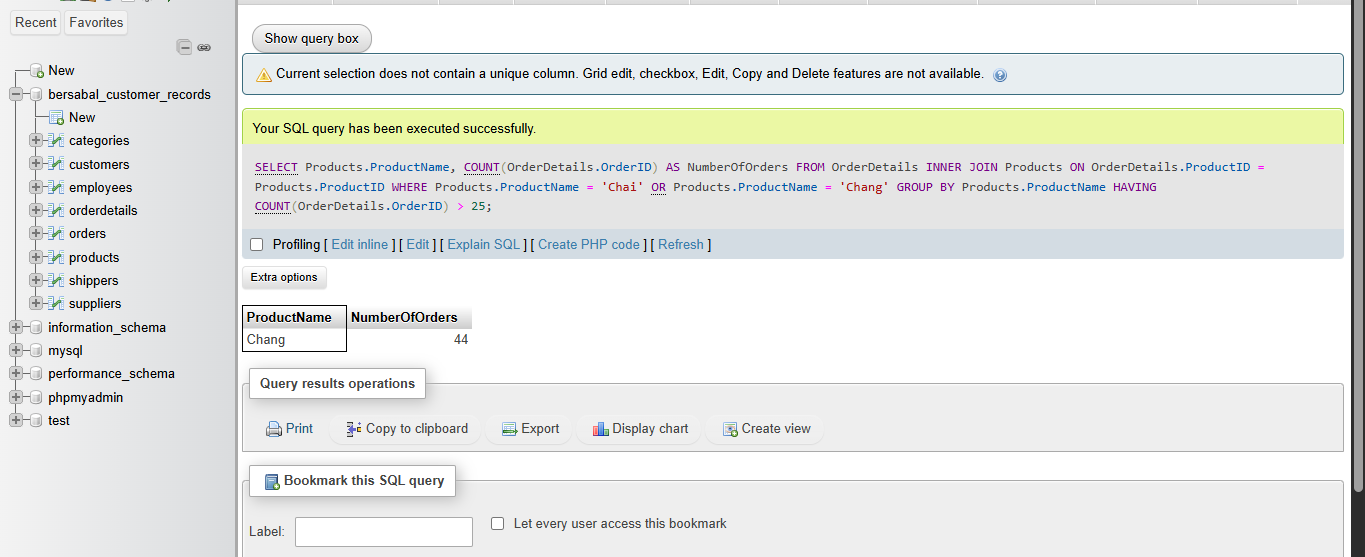 Recent Favorites
New
bersabal_customer_records
New
categories
customers
employees
orderdetails
orders
products
shippers
suppliers
information_schema
mysql
performance_schema
phpmyadmin
test
Show query box
Current selection does not contain a unique column. Grid edit, checkbox, Edit, Copy and Delete features are not available.
Your SQL query has been executed successfully.
SELECT Products.ProductName, COUNT(OrderDetails.OrderID) AS NumberOfOrders FROM OrderDetails INNER JOIN Products ON OrderDetails.ProductID =
Products.ProductID WHERE Products.ProductName = 'Chai' OR Products.ProductName = 'Chang' GROUP BY Products.ProductName HAVING
COUNT(OrderDetails.OrderID) > 25;
Profiling [ Edit inline ] [ Edit ] [ Explain SQL ] [ Create PHP code ] [ Refresh ]
Extra options
ProductName NumberOfOrders
Chang 44
Query results operations
Print Copy to clipboard Export Display chart Create view
Bookmark this SQL query
Label: Let every user access this bookmark